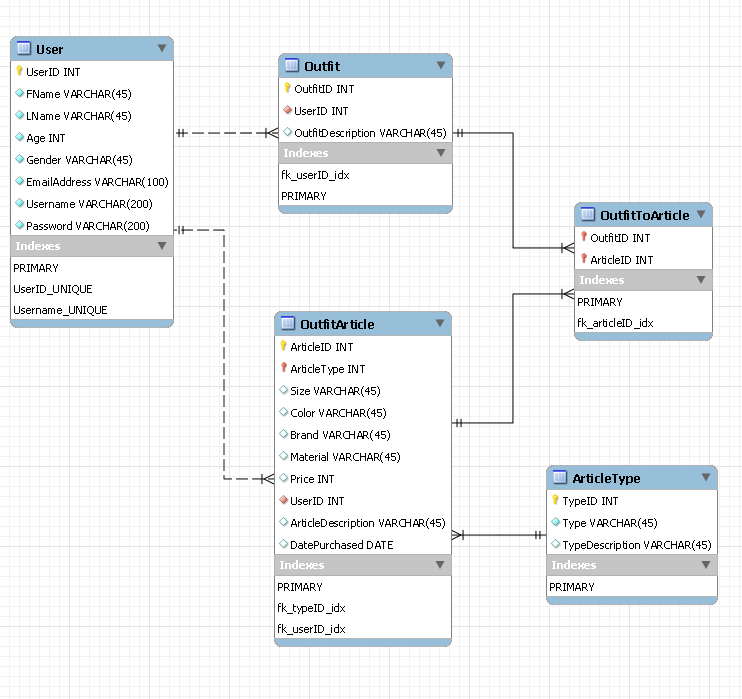 User
UserID INT
FName VARCHAR(45)
LName VARCHAR(45)
Age INT
Gender VARCHAR(45)
EmailAddress VARCHAR(100)
Username VARCHAR(200)
Password VARCHAR(200)
Indexes
PRIMARY
UserID_UNIQUE
Username_UNIQUE
Outfit
OutfitID INT
UserID INT
OutfitDescription VARCHAR(45)
Indexes
fk_userID_idx
PRIMARY
OutfitToArticle
OutfitID INT
ArticleID INT
Indexes
PRIMARY
fk_articleID_idx
OutfitArticle
ArticleID INT
ArticleType INT
Size VARCHAR(45)
Color VARCHAR(45)
Brand VARCHAR(45)
Material VARCHAR(45)
Price INT
UserID INT
ArticleDescription VARCHAR(45)
DatePurchased DATE
Indexes
PRIMARY
fk_typeID_idx
fk_userID_idx
ArticleType
TypeID INT
Type VARCHAR(45)
TypeDescription VARCHAR(45)
Indexes
PRIMARY